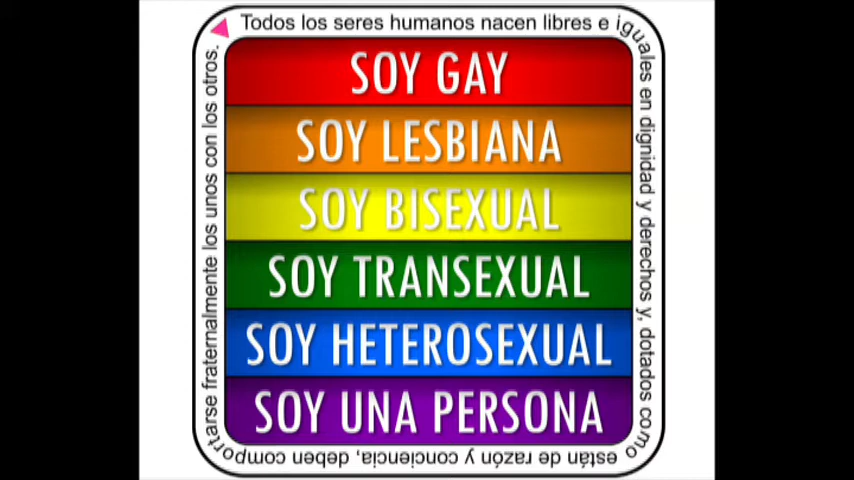 Todos los seres humanos nacen libres e iguales en dignidad y derechos y, dotados como están de razón y conciencia, deben comportarse fraternalmente los unos con los otros.
SOY GAY
SOY LESBIANA
SOY BISEXUAL
SOY TRANSEXUAL
SOY HETEROSEXUAL
SOY UNA PERSONA